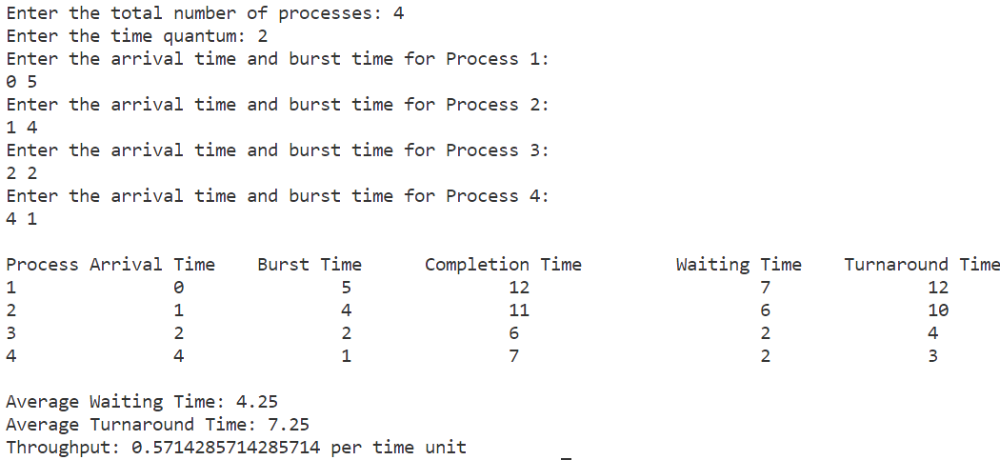 Enter the total number of processes: 4
Enter the time quantum: 2
Enter the arrival time and burst time for Process 1:
0 5
Enter the arrival time and burst time for Process 2:
1 4
Enter the arrival time and burst time for Process 3:
2 2
Enter the arrival time and burst time for Process 4:
4 1

Process Arrival Time    Burst Time      Completion Time         Waiting Time    Turnaround Time
1               0               5               12                      7               12
2               1               4               11                      6               10
3               2               2               6                       2               4
4               4               1               7                       2               3

Average Waiting Time: 4.25
Average Turnaround Time: 7.25
Throughput: 0.5714285714285714 per time unit